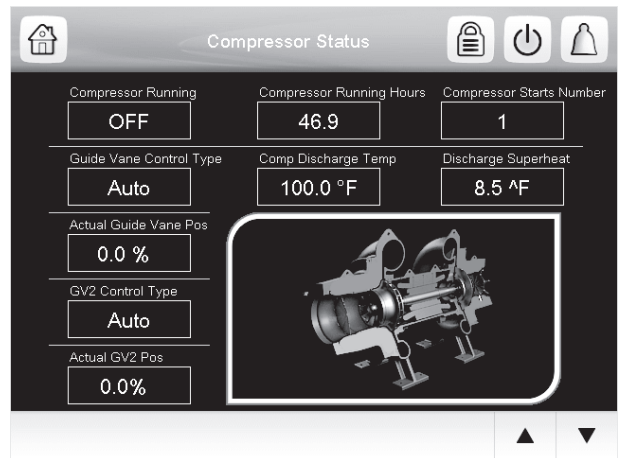 Compressor Status
Compressor Running Compressor Running Hours Compressor Starts Number
OFF 46.9 1
Guide Vane Control Type Comp Discharge Temp Discharge Superheat
Auto 100.0 °F 8.5 ^F
Actual Guide Vane Pos
0.0 %
GV2 Control Type
Auto
Actual GV2 Pos
0.0%